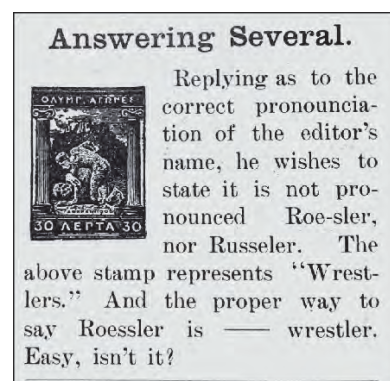 Answering Several.
Replying as to the
correct pronouncia-
tion of the editor's
name, he wishes to
state it is not pro-
nounced Roe-sler,
nor Russeler. The
above stamp represents "Wrest-
lers." And the proper way to
say Roessler is —— wrestler.
Easy, isn't it?
ΟΛΥΜΠ. ΑΓΩΝΕΣ
30 ΛΕΠΤΑ 30